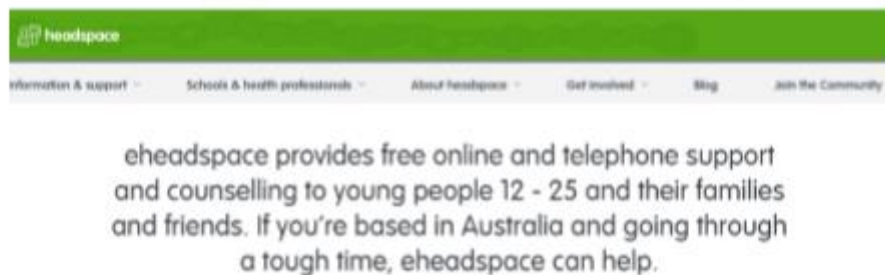 headspace
Information & support Schools & health professionals About headspace Get involved Blog Join the Community
eheadspace provides free online and telephone support
and counselling to young people 12 - 25 and their families
and friends. If you're based in Australia and going through
a tough time, eheadspace can help.